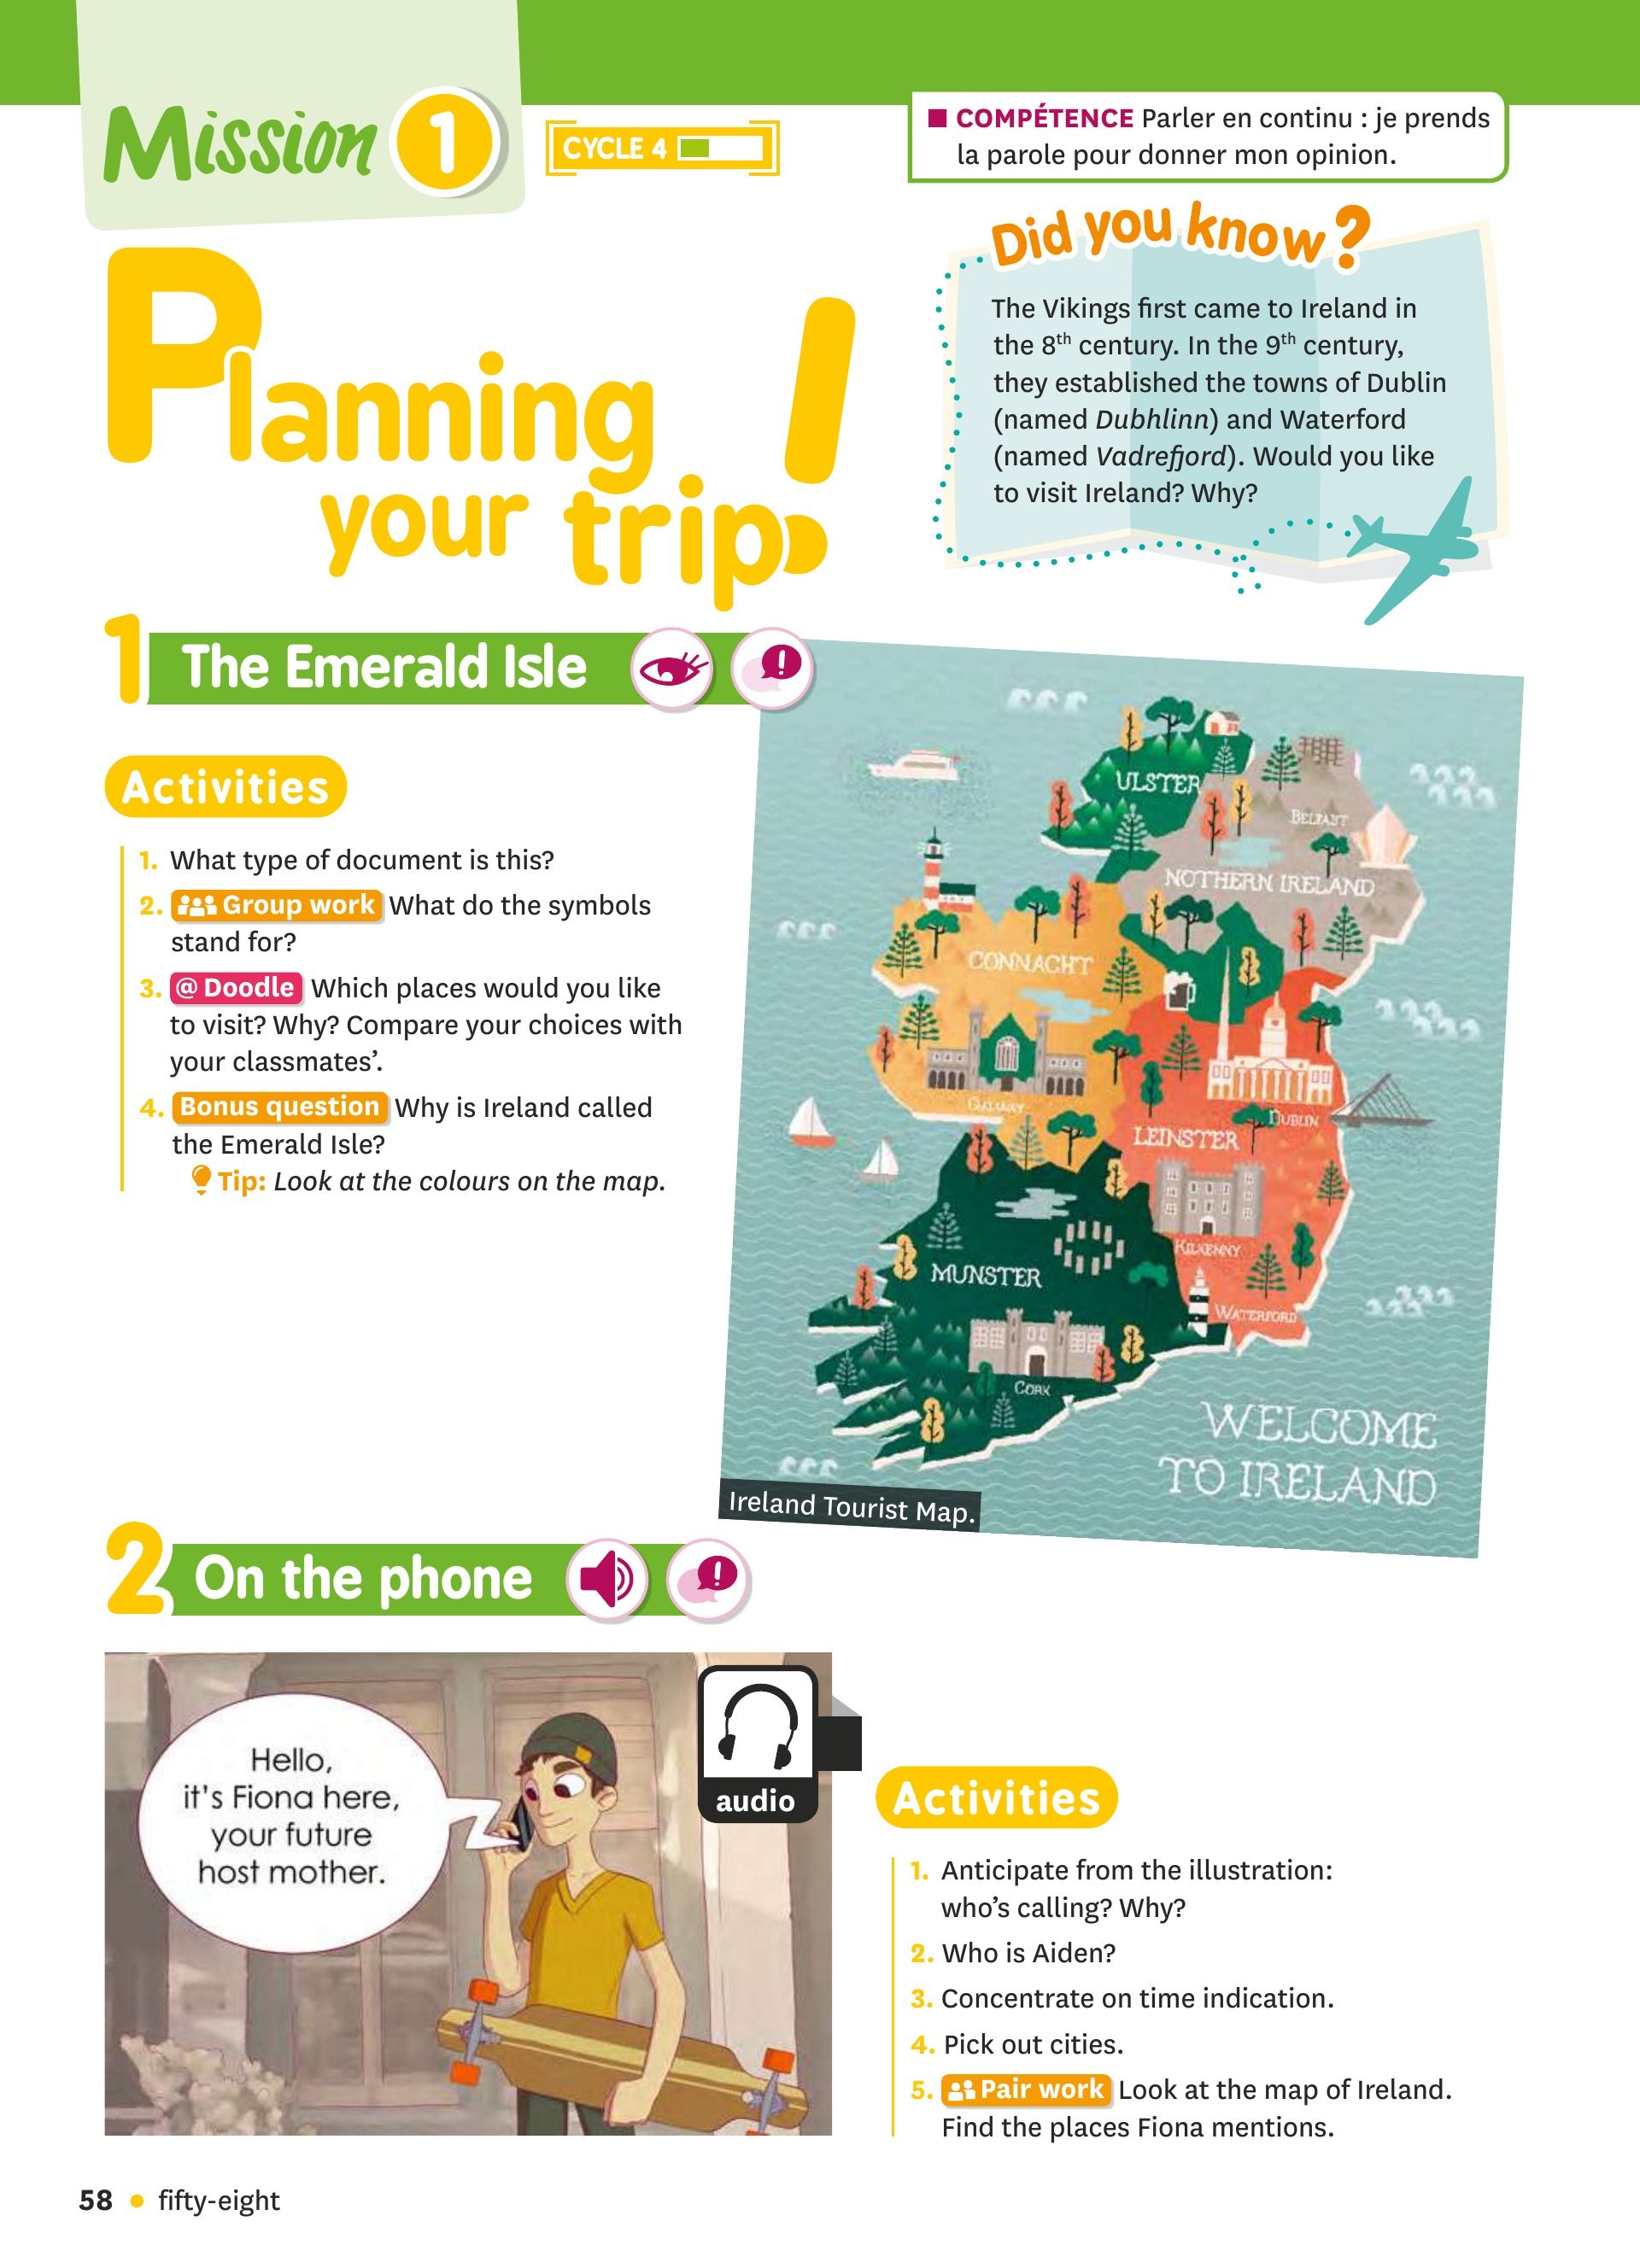 Mission 1
CYCLE 4
■ COMPÉTENCE Parler en continu : je prends
la parole pour donner mon opinion.
Planning
your trip!
Did you know?
The Vikings first came to Ireland in
the 8th century. In the 9th century,
they established the towns of Dublin
(named Dubhlinn) and Waterford
(named Vadrefjord). Would you like
to visit Ireland? Why?
1 The Emerald Isle
Activities
1. What type of document is this?
2. Group work What do the symbols
stand for?
3. @ Doodle Which places would you like
to visit? Why? Compare your choices with
your classmates’.
4. Bonus question Why is Ireland called
the Emerald Isle?
Tip: Look at the colours on the map.
ULSTER
BELFAST
NOTHERN IRELAND
CONNACHT
GALWAY
DUBLIN
LEINSTER
KILKENNY
MUNSTER
WATERFORD
CORK
WELCOME
TO IRELAND
Ireland Tourist Map.
2 On the phone
Hello,
it's Fiona here,
your future
host mother.
audio
Activities
1. Anticipate from the illustration:
who’s calling? Why?
2. Who is Aiden?
3. Concentrate on time indication.
4. Pick out cities.
5. Pair work Look at the map of Ireland.
Find the places Fiona mentions.
58 • fifty-eight